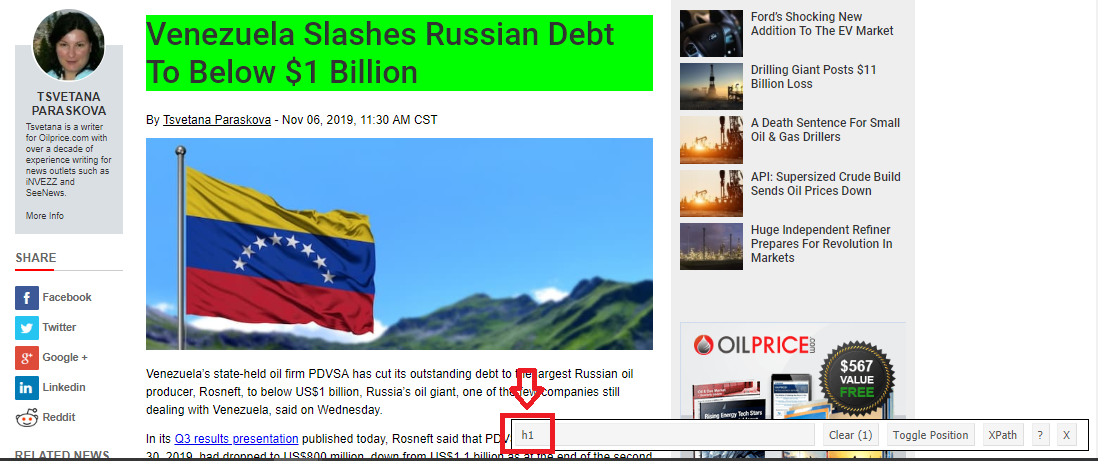 TSVETANA
PARASKOVA
Tsvetana is a writer
for Oilprice.com with
over a decade of
experience writing for
news outlets such as
iNVEZZ and
SeeNews.
More Info
SHARE
Facebook
Twitter
Google +
Linkedin
Reddit
RELATED NEWS
Venezuela Slashes Russian Debt
To Below $1 Billion
By Tsvetana Paraskova - Nov 06, 2019, 11:30 AM CST
Venezuela's state-held oil firm PDVSA has cut its outstanding debt to the largest Russian oil
producer, Rosneft, to below US$1 billion, Russia's oil giant, one of the few companies still
dealing with Venezuela, said on Wednesday.
In its Q3 results presentation published today, Rosneft said that PDV
30, 2019, had dropped to US$800 million, down from US$1.1 billion as at the end of the second
Ford's Shocking New
Addition To The EV Market
Drilling Giant Posts $11
Billion Loss
A Death Sentence For Small
Oil & Gas Drillers
API: Supersized Crude Build
Sends Oil Prices Down
Huge Independent Refiner
Prepares For Revolution In
Markets
OILPRICE.com
$567
VALUE
FREE
Rising Energy Tech Stars
h1
Clear (1)
Toggle Position
XPath
?
X